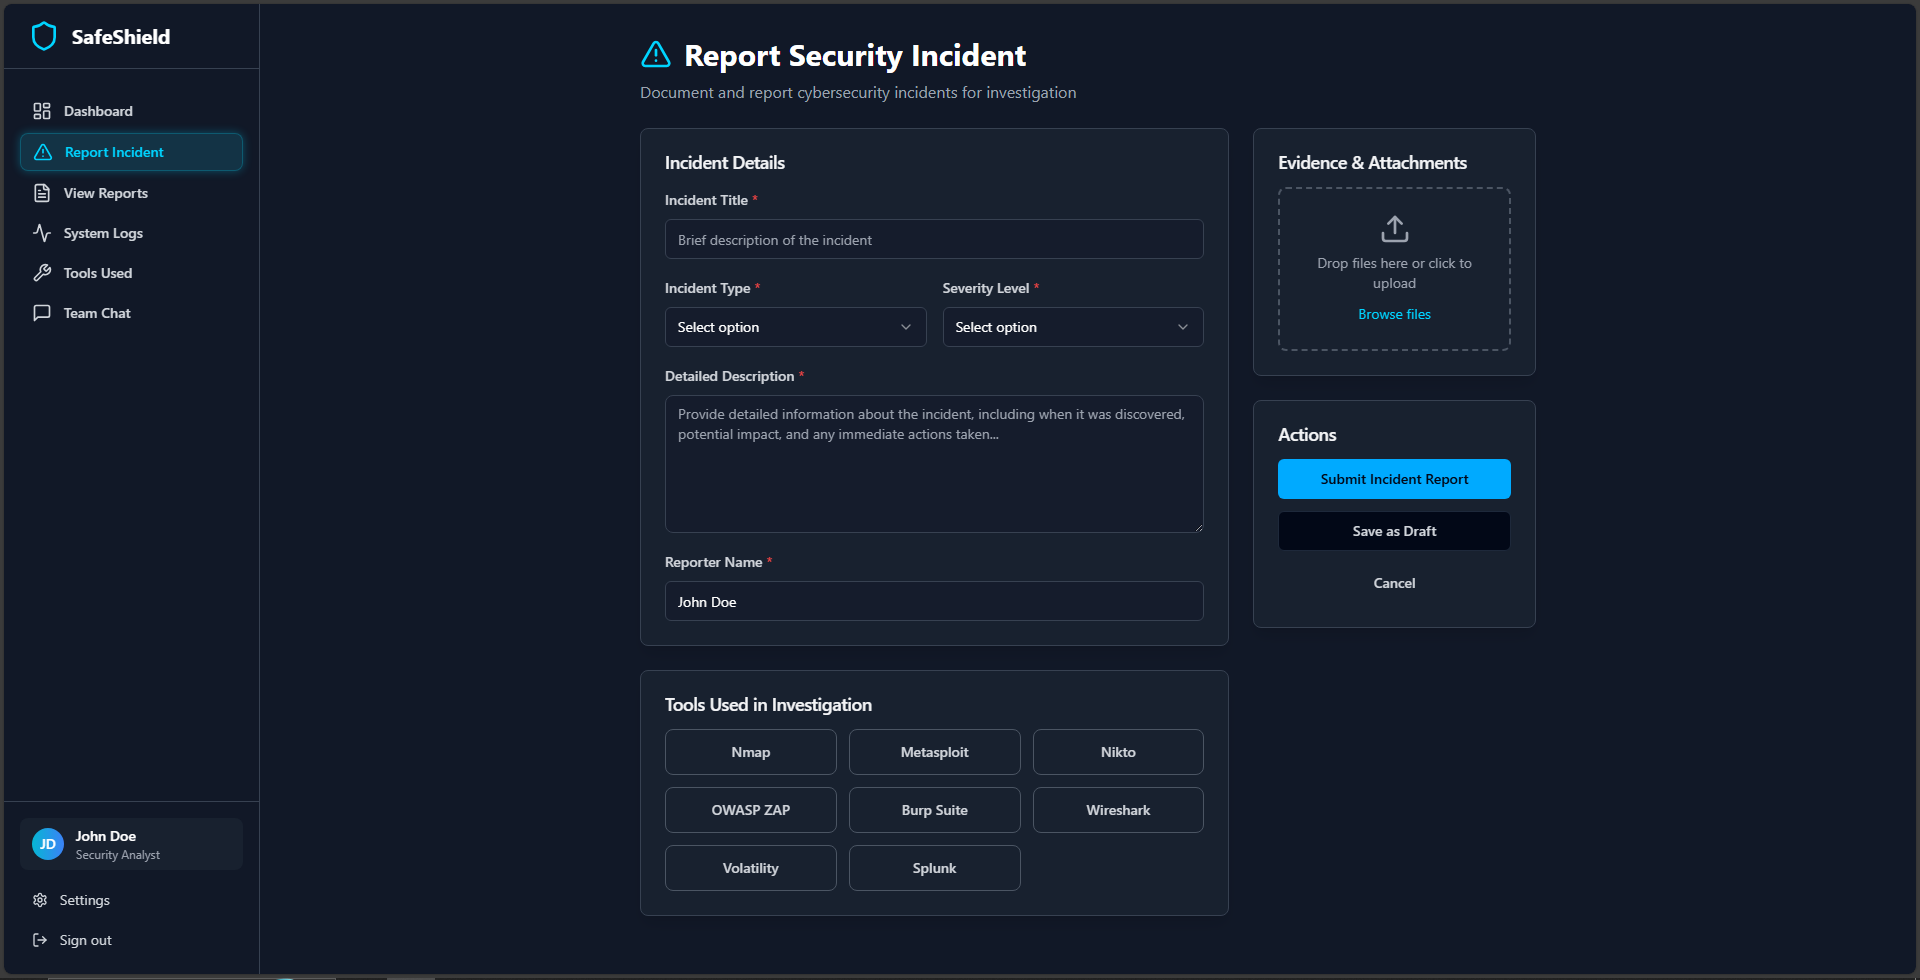 SafeShield
Dashboard
Report Incident
View Reports
System Logs
Tools Used
Team Chat
John Doe
JD
Security Analyst
Settings
Sign out
Report Security Incident
Document and report cybersecurity incidents for investigation
Incident Details
Incident Title *
Brief description of the incident
Incident Type *
Severity Level *
Select option
Select option
Detailed Description *
Provide detailed information about the incident, including when it was discovered,
potential impact, and any immediate actions taken...
Reporter Name *
John Doe
Tools Used in Investigation
Nmap
Metasploit
Nikto
OWASP ZAP
Burp Suite
Wireshark
Volatility
Splunk
Evidence & Attachments
Drop files here or click to
upload
Browse files
Actions
Submit Incident Report
Save as Draft
Cancel